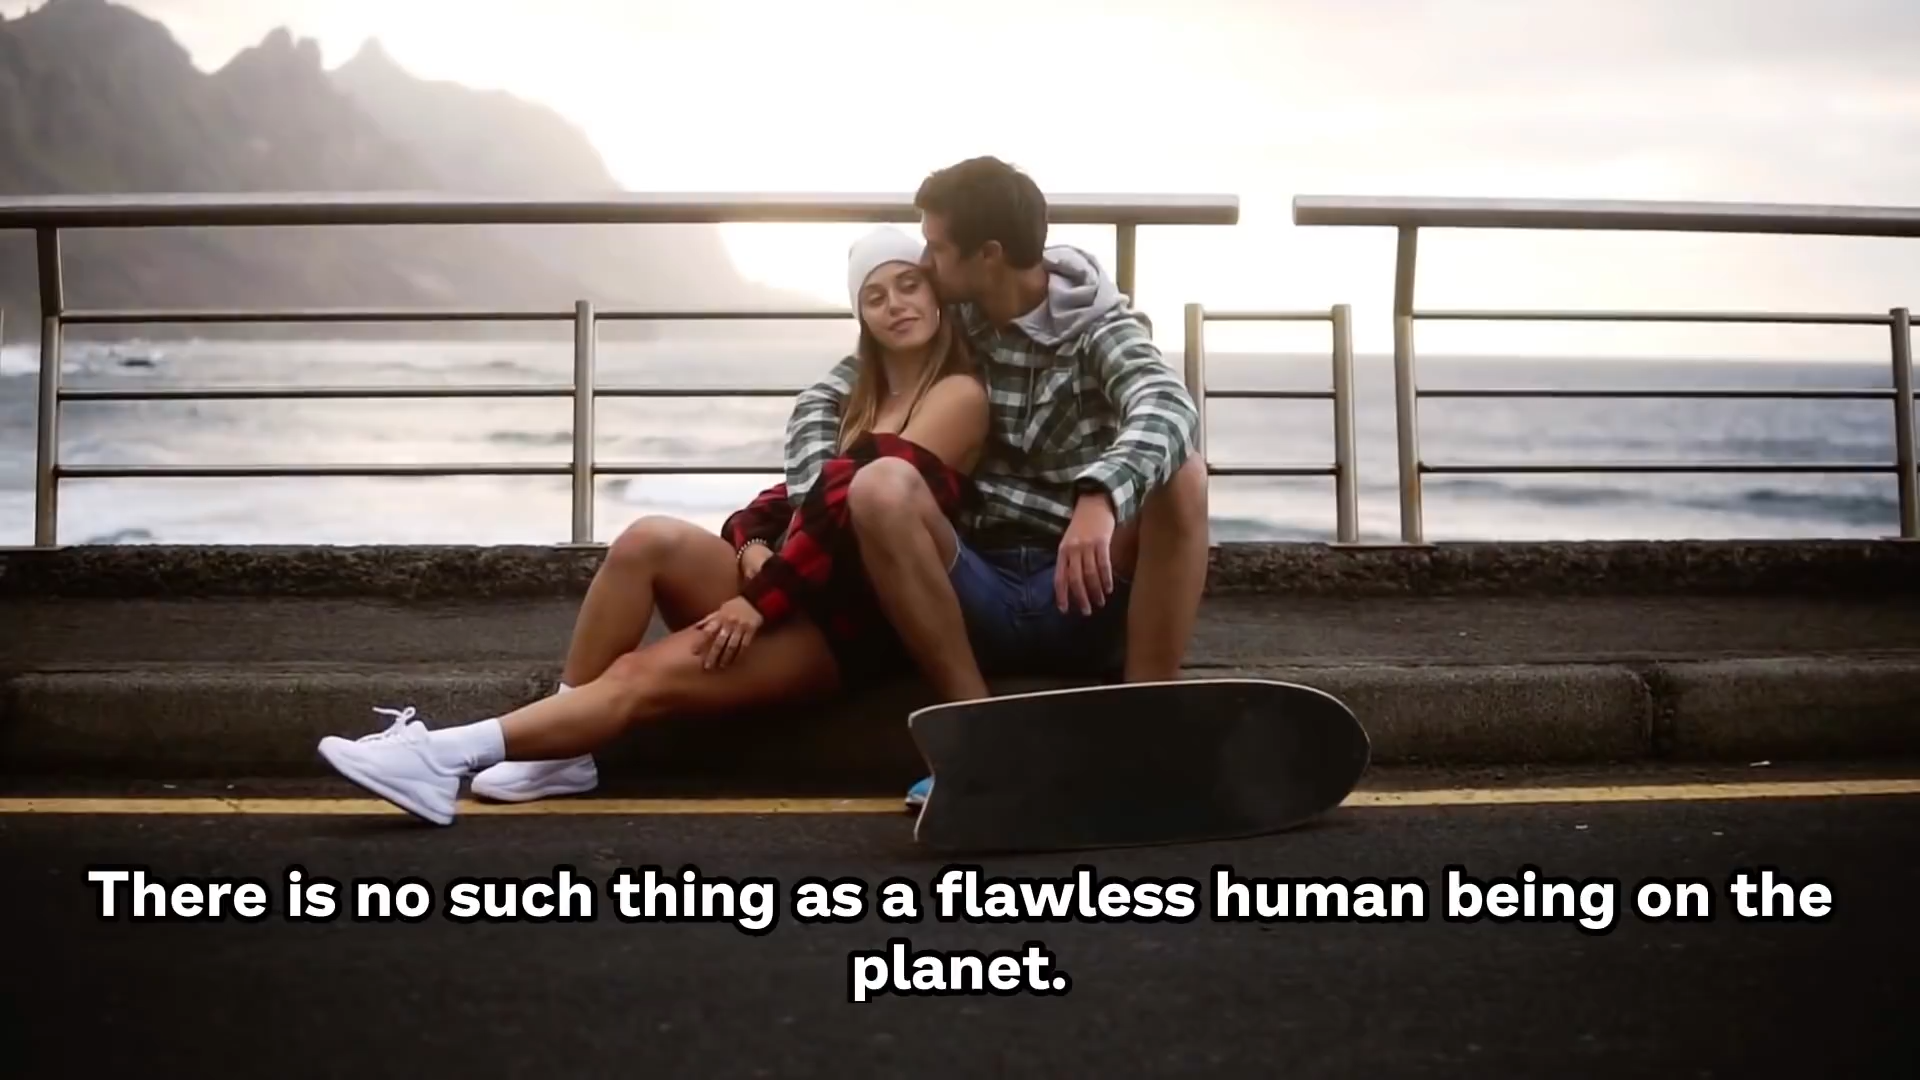 There is no such thing as a flawless human being on the
planet.